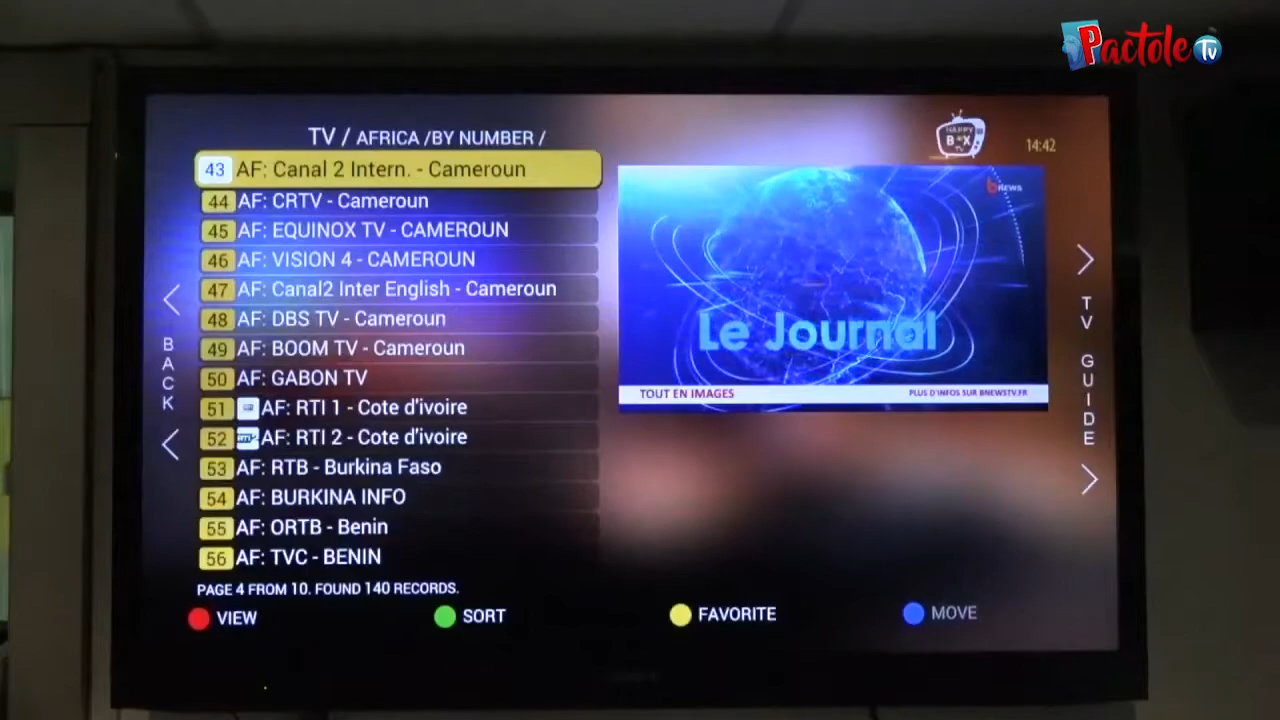 Pactole Tv
TV / AFRICA /BY NUMBER /
HAPPY
BOX
TV
14:42
43 AF: Canal 2 Intern. - Cameroun
44 AF: CRTV - Cameroun
45 AF: EQUINOX TV - CAMEROUN
46 AF: VISION 4 - CAMEROUN
47 AF: Canal2 Inter English - Cameroun
48 AF: DBS TV - Cameroun
49 AF: BOOM TV - Cameroun
50 AF: GABON TV
51 AF: RTI 1 - Cote d'ivoire
52 AF: RTI 2 - Cote d'ivoire
53 AF: RTB - Burkina Faso
54 AF: BURKINA INFO
55 AF: ORTB - Benin
56 AF: TVC - BENIN
PAGE 4 FROM 10. FOUND 140 RECORDS.
VIEW
SORT
FAVORITE
MOVE
BACK
bNEWS
Le Journal
TOUT EN IMAGES
PLUS D'INFOS SUR BNEWSTV.FR
TV GUIDE